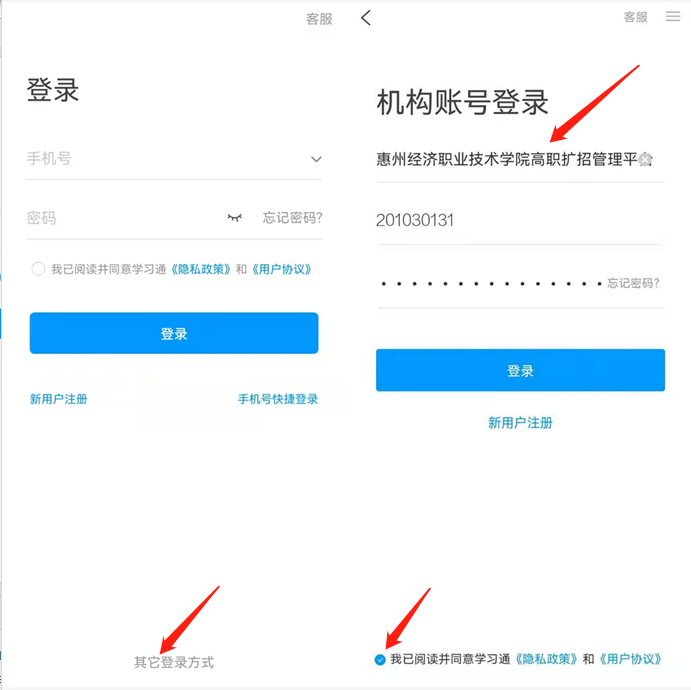 客服
登录
手机号
密码
忘记密码?
我已阅读并同意学习通《隐私政策》和《用户协议》
登录
新用户注册
手机号快捷登录
其它登录方式
客服
机构账号登录
惠州经济职业技术学院高职扩招管理平
201030131
忘记密码?
登录
新用户注册
我已阅读并同意学习通《隐私政策》和《用户协议》